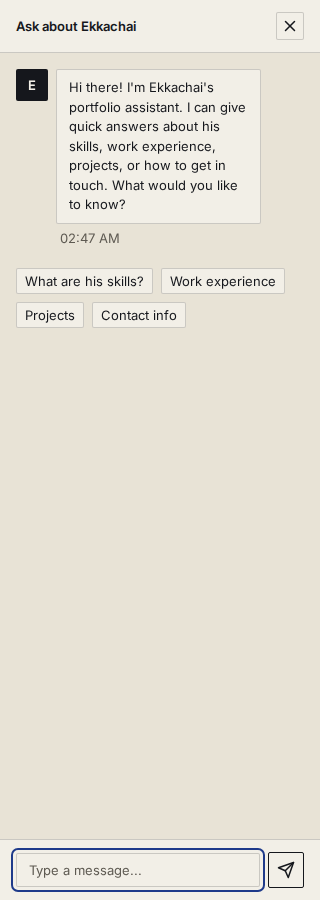 Ask about Ekkachai
E
Hi there! I'm Ekkachai's
portfolio assistant. I can give
quick answers about his
skills, work experience,
projects, or how to get in
touch. What would you like
to know?
02:47 AM
What are his skills?
Work experience
Projects
Contact info
Type a message...